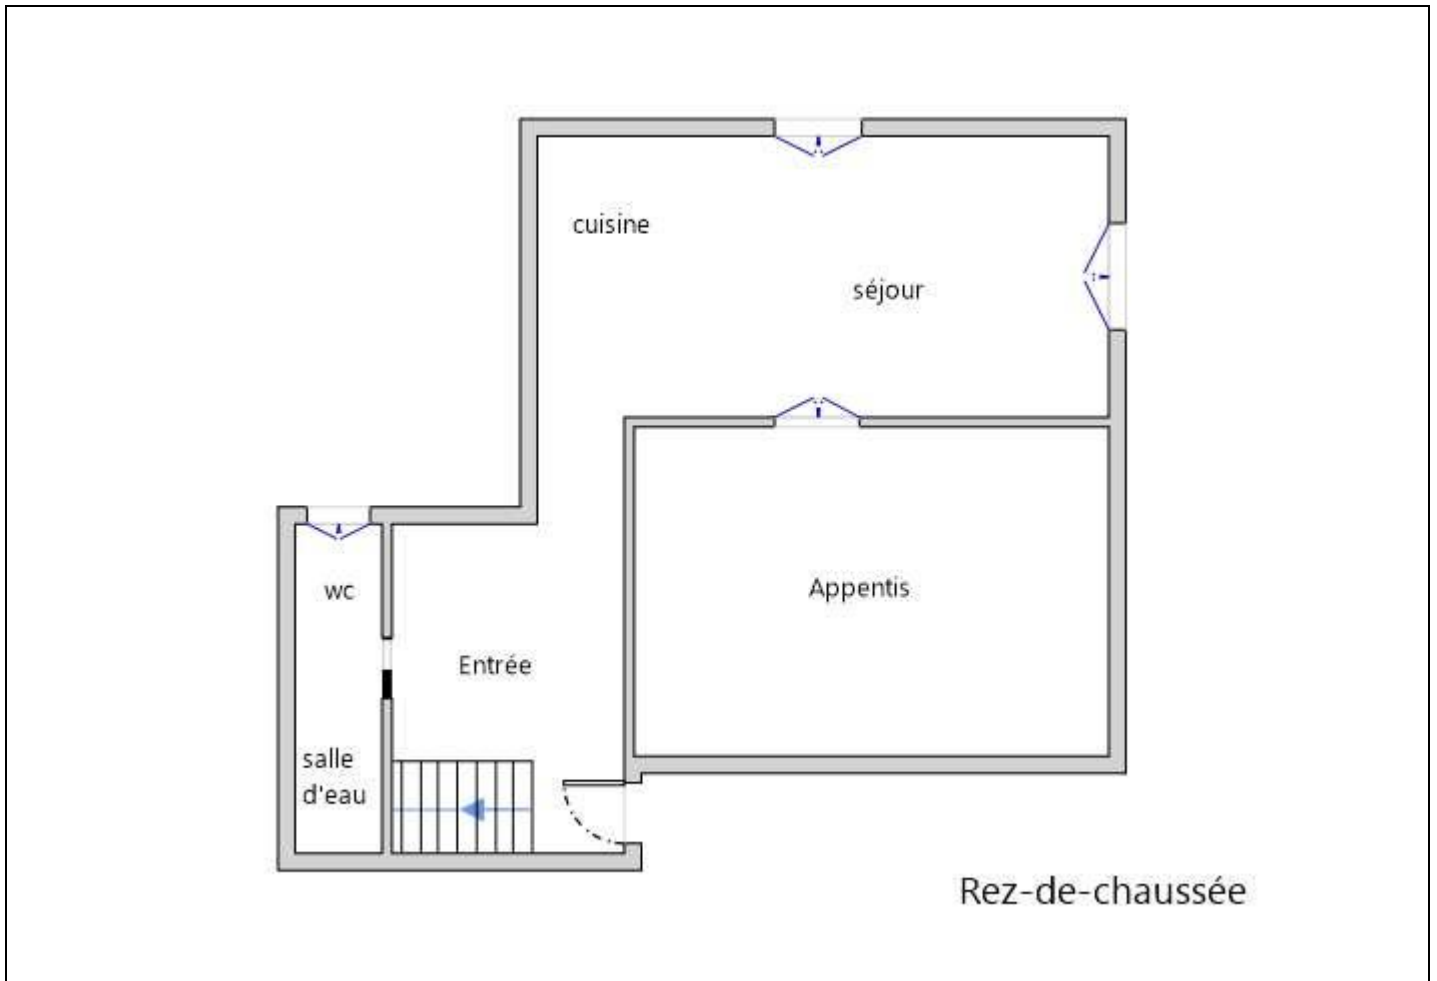 cuisine
séjour
wc
Appentis
Entrée
salle
d'eau
Rez-de-chaussée